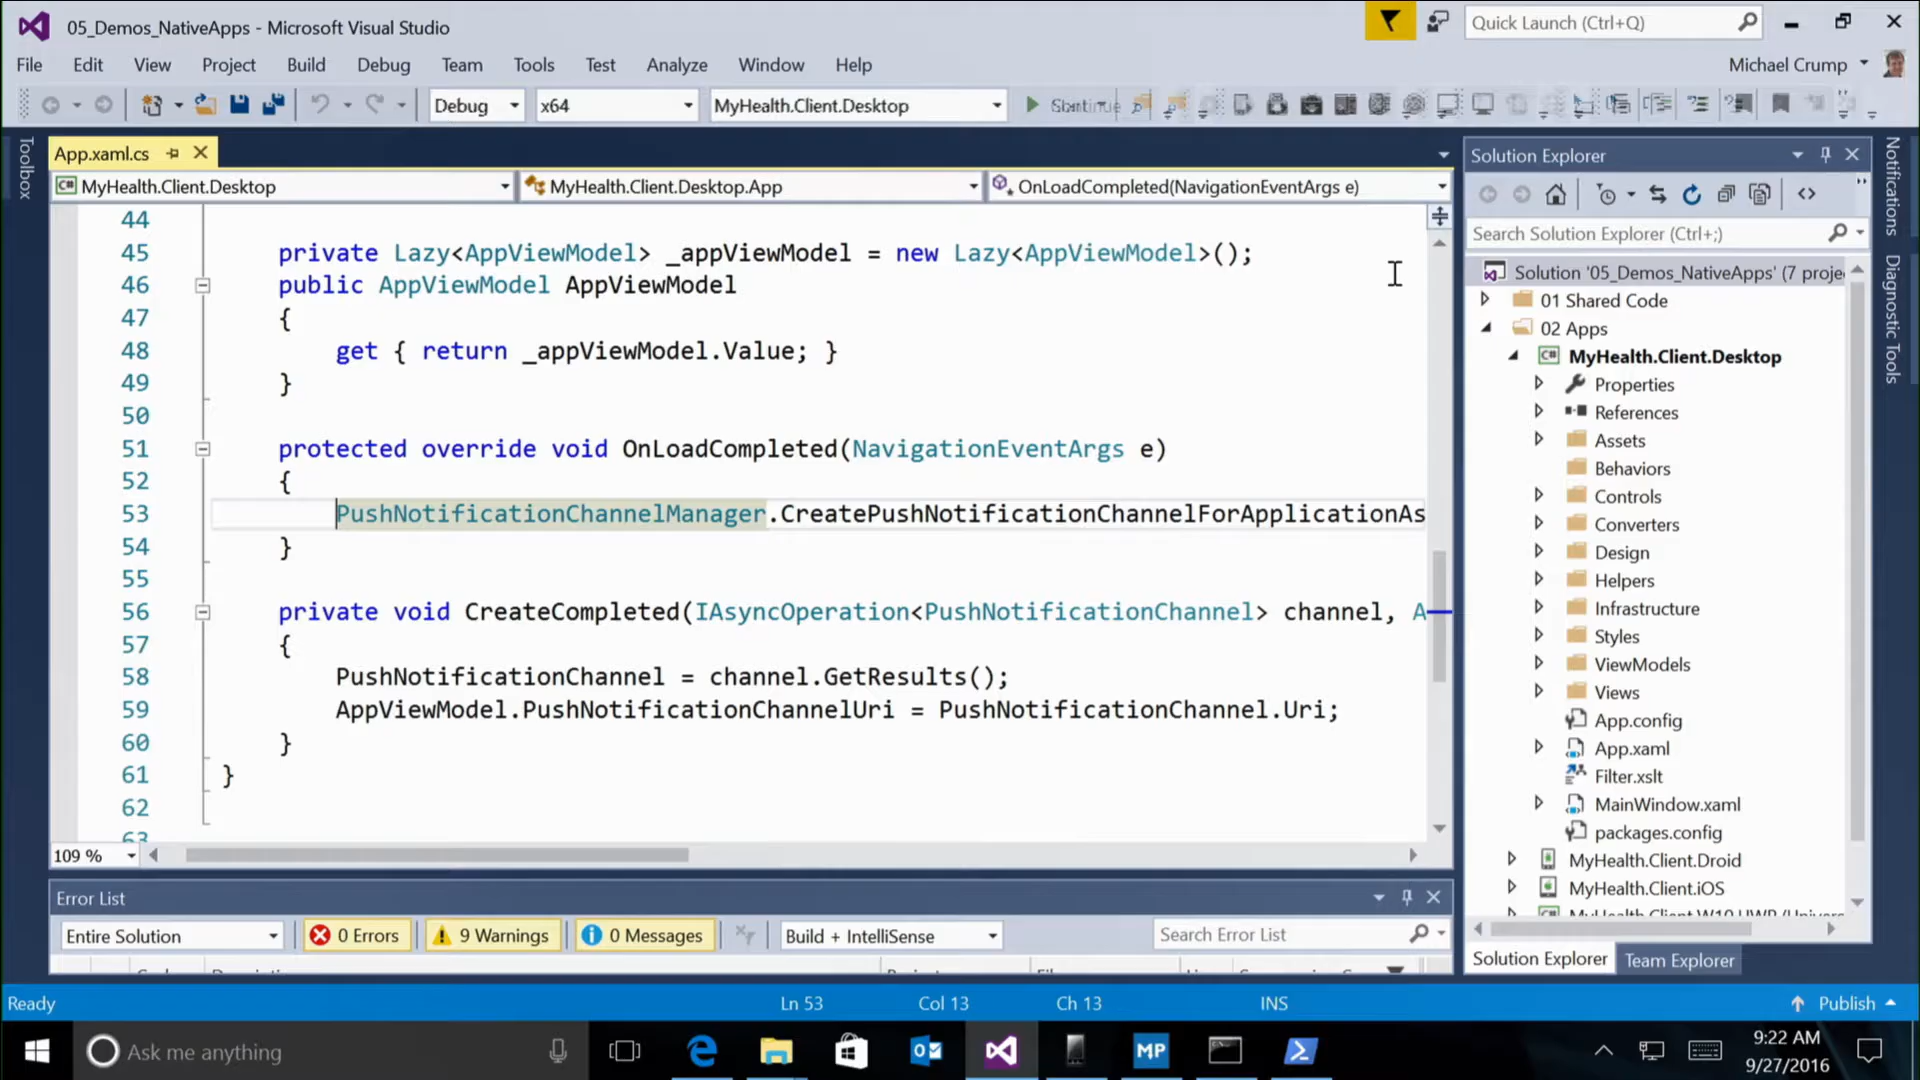 05_Demos_NativeApps - Microsoft Visual Studio
Quick Launch (Ctrl+Q)
File Edit View Project Build Debug Team Tools Test Analyze Window Help
Michael Crump
Debug x64 MyHealth.Client.Desktop
Toolbox
App.xaml.cs
MyHealth.Client.Desktop MyHealth.Client.Desktop.App OnLoadCompleted(NavigationEventArgs e)
44
45 private Lazy<AppViewModel> _appViewModel = new Lazy<AppViewModel>();
46 public AppViewModel AppViewModel
47 {
48 get { return _appViewModel.Value; }
49 }
50
51 protected override void OnLoadCompleted(NavigationEventArgs e)
52 {
53 PushNotificationChannelManager.CreatePushNotificationChannelForApplicationAs
54 }
55
56 private void CreateCompleted(IAsyncOperation<PushNotificationChannel> channel, A
57 {
58 PushNotificationChannel = channel.GetResults();
59 AppViewModel.PushNotificationChannelUri = PushNotificationChannel.Uri;
60 }
61 }
62
63
109 %
Solution Explorer
Search Solution Explorer (Ctrl+;)
Solution '05_Demos_NativeApps' (7 proje
01 Shared Code
02 Apps
MyHealth.Client.Desktop
Properties
References
Assets
Behaviors
Controls
Converters
Design
Helpers
Infrastructure
Styles
ViewModels
Views
App.config
App.xaml
Filter.xslt
MainWindow.xaml
packages.config
MyHealth.Client.Droid
MyHealth.Client.iOS
Solution Explorer Team Explorer
Notifications
Diagnostic Tools
Error List
Entire Solution 0 Errors 9 Warnings 0 Messages Build + IntelliSense Search Error List
Ready Ln 53 Col 13 Ch 13 INS Publish
Ask me anything
MP
9:22 AM
9/27/2016